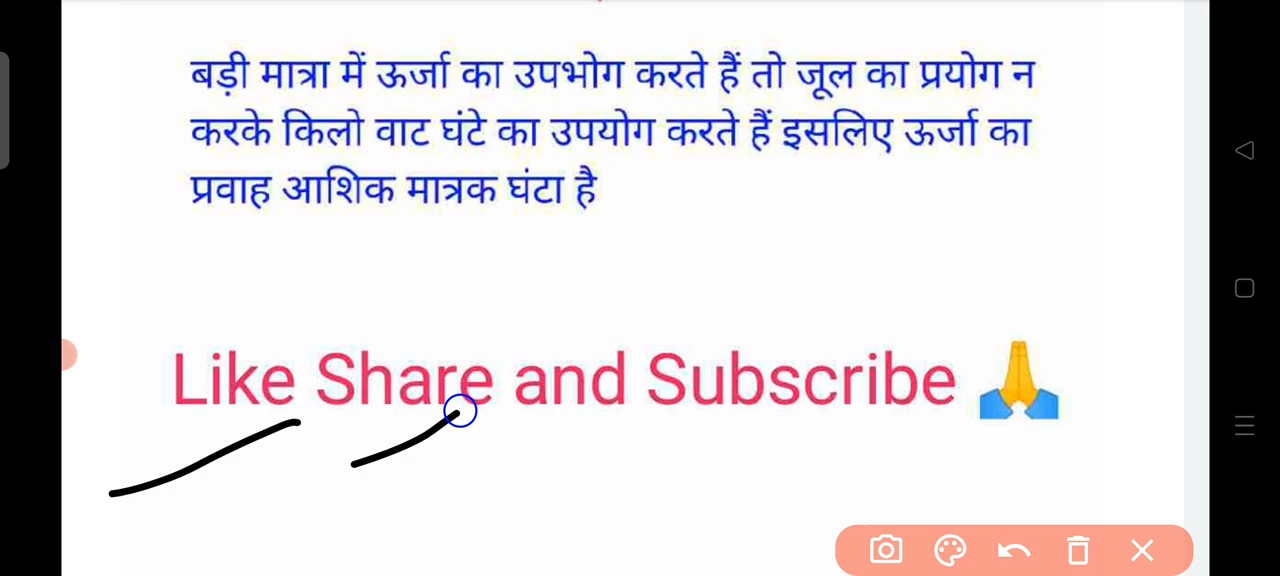 बड़ी मात्रा में ऊर्जा का उपभोग करते हैं तो जूल का प्रयोग न
करके किलो वाट घंटे का उपयोग करते हैं इसलिए ऊर्जा का
प्रवाह आशिक मात्रक घंटा है
Like Share and Subscribe 🙏